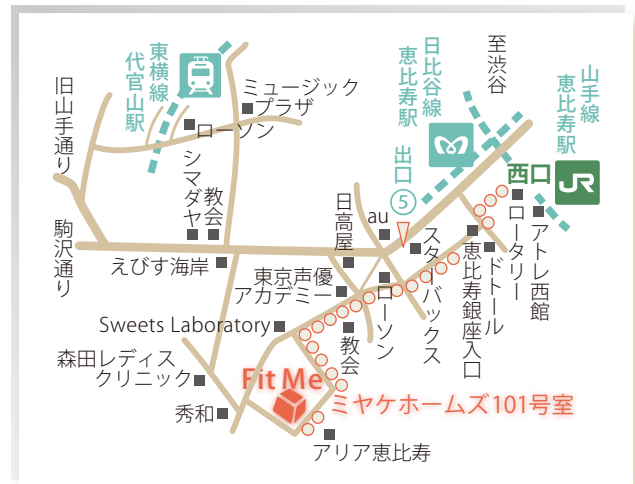 東横線
代官山駅
ミュージック
プラザ
ローソン
旧山手通り
シマダヤ
教会
駒沢通り
えびす海岸
日比谷線
恵比寿駅
出口
5
至渋谷
山手線
恵比寿駅
西口
JR
ロータリー
アトレ西館
日高屋
au
スターバックス
恵比寿銀座入口
ドトール
東京声優
アカデミー
ローソン
教会
Sweets Laboratory
森田レディス
クリニック
秀和
Fit Me
ミヤケホームズ101号室
アリア恵比寿